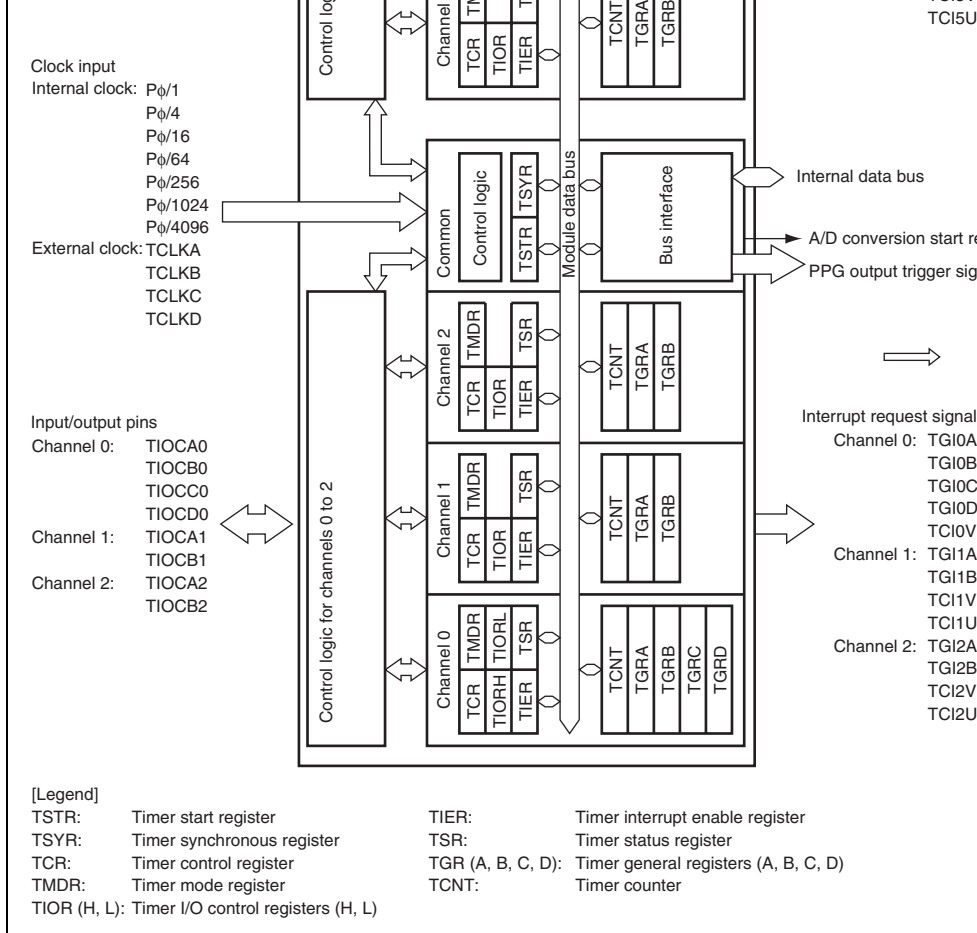 TCI5U
Control log
Channel
TCR
TIOR
TIER
TCNT
TGRA
TGRB
Clock input
Internal clock: Pφ/1
Pφ/4
Pφ/16
Pφ/64
Pφ/256
Pφ/1024
Pφ/4096
External clock: TCLKA
TCLKB
TCLKC
TCLKD
Common
Control logic
TSTR TSYR
Module data bus
Bus interface
Internal data bus
A/D conversion start re
PPG output trigger sig
Control logic for channels 0 to 2
Channel 2
TCR TMDR
TIOR
TIER TSR
TCNT
TGRA
TGRB
Input/output pins
Channel 0: TIOCA0
TIOCB0
TIOCC0
TIOCD0
Channel 1: TIOCA1
TIOCB1
Channel 2: TIOCA2
TIOCB2
Channel 1
TCR TMDR
TIOR
TIER TSR
TCNT
TGRA
TGRB
Channel 0
TCR TMDR
TIORH TIORL
TIER TSR
TCNT
TGRA
TGRB
TGRC
TGRD
Interrupt request signal
Channel 0: TGI0A
TGI0B
TGI0C
TGI0D
TCI0V
Channel 1: TGI1A
TGI1B
TCI1V
TCI1U
Channel 2: TGI2A
TGI2B
TCI2V
TCI2U
[Legend]
TSTR: Timer start register
TSYR: Timer synchronous register
TCR: Timer control register
TMDR: Timer mode register
TIOR (H, L): Timer I/O control registers (H, L)
TIER: Timer interrupt enable register
TSR: Timer status register
TGR (A, B, C, D): Timer general registers (A, B, C, D)
TCNT: Timer counter